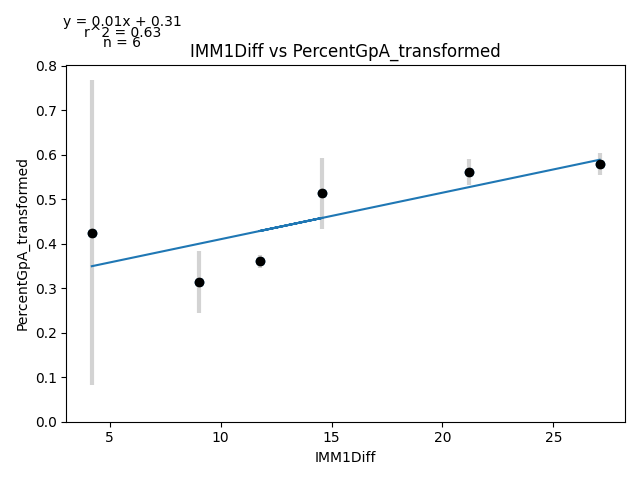 y = 0.01x + 0.31
r^2 = 0.63
n = 6
IMM1Diff vs PercentGpA_transformed
PercentGpA_transformed
0.8
0.7
0.6
0.5
0.4
0.3
0.2
0.1
0.0
5 10 15 20 25
IMM1Diff